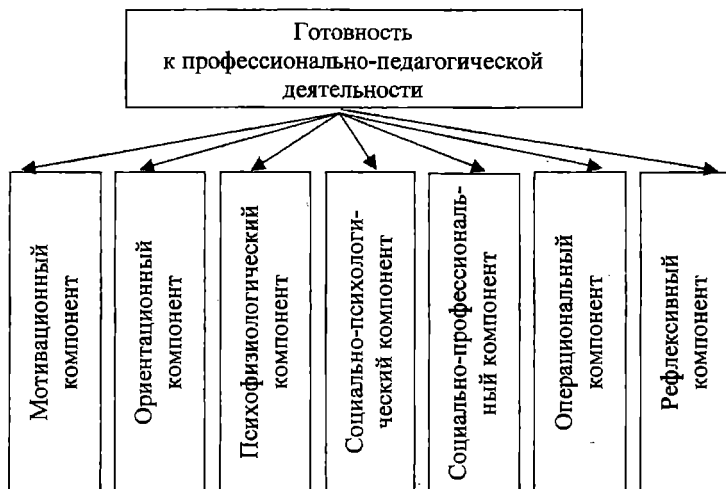 Готовность
к профессионально-педагогической
деятельности
Мотивационный
компонент
Ориентационный
компонент
Психофизиологический
компонент
Социально-психологи-
ческий компонент
Социально-профессиональ-
ный компонент
Операциональный
компонент
Рефлексивный
компонент